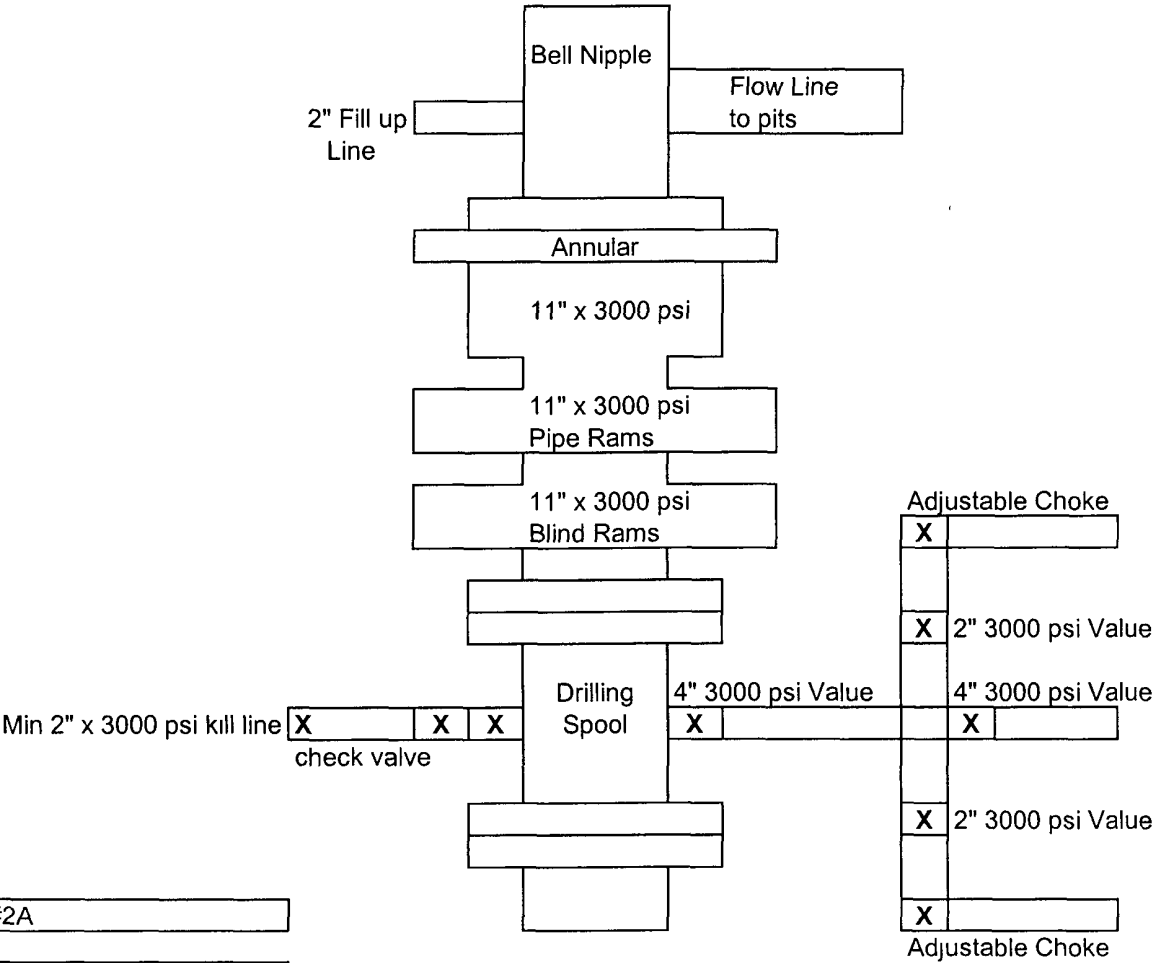 Bell Nipple
Flow Line
to pits
2" Fill up
Line
Annular
11" x 3000 psi
11" x 3000 psi
Pipe Rams
11" x 3000 psi
Blind Rams
Adjustable Choke
X
X 2" 3000 psi Value
Drilling
Spool
4" 3000 psi Value
4" 3000 psi Value
Min 2" x 3000 psi kill line X X X
X
X
check valve
X 2" 3000 psi Value
2A
X
Adjustable Choke